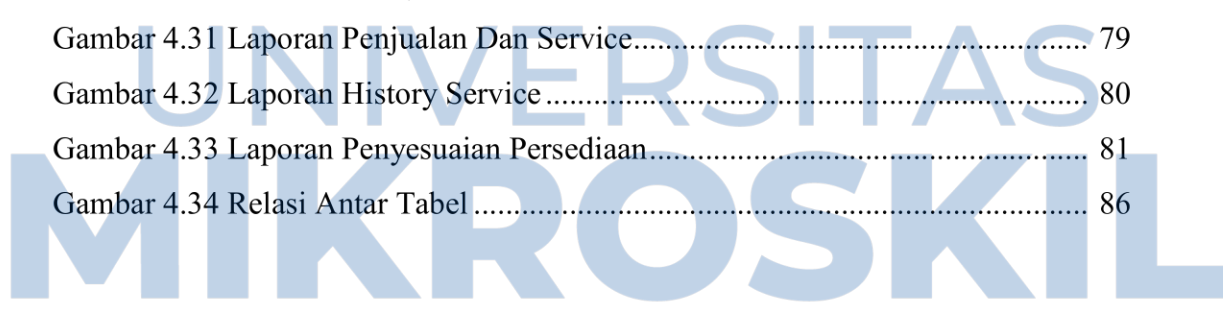 UNIVERSITAS
MIKROSKIL
Gambar 4.31 Laporan Penjualan Dan Service........................................................ 79
Gambar 4.32 Laporan History Service................................................................... 80
Gambar 4.33 Laporan Penyesuaian Persediaan...................................................... 81
Gambar 4.34 Relasi Antar Tabel............................................................................ 86